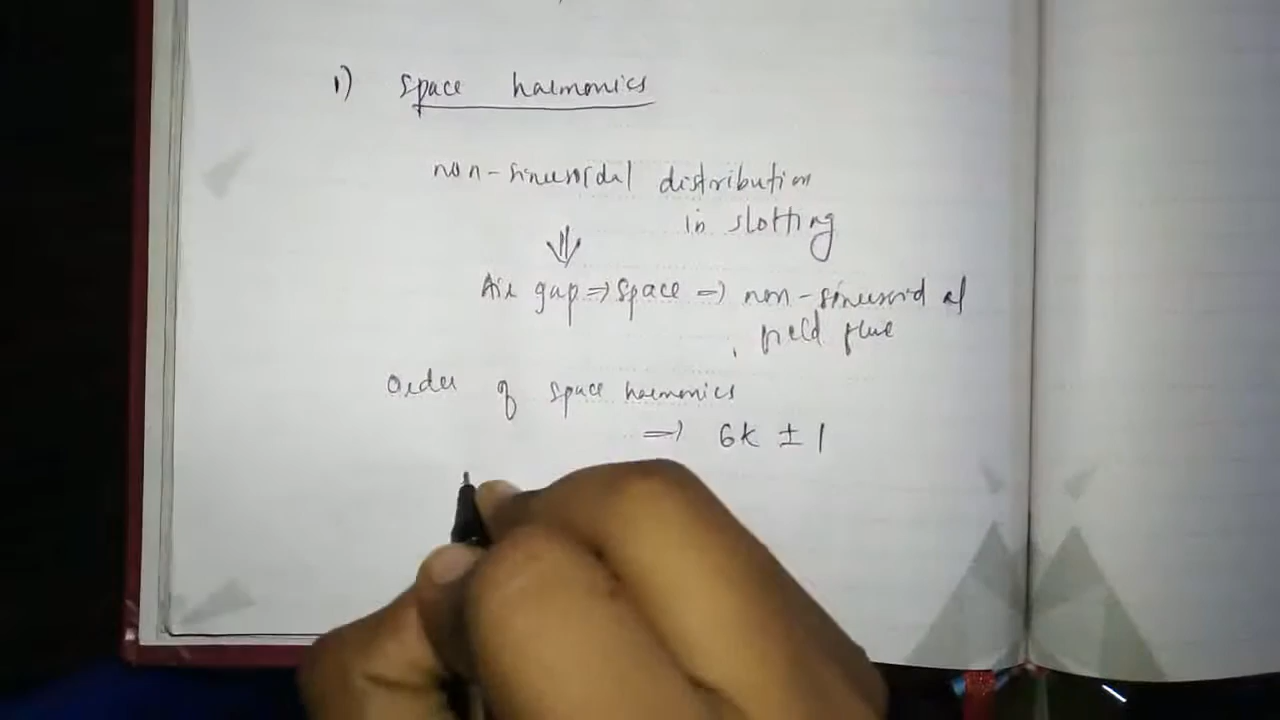 1) Space harmonics
non-sinusoidal distribution
in slotting
⇓
Air gap ⇒ space ⇒ non-sinusoidal
field flux
Order of space harmonics
⇒ 6k ± 1